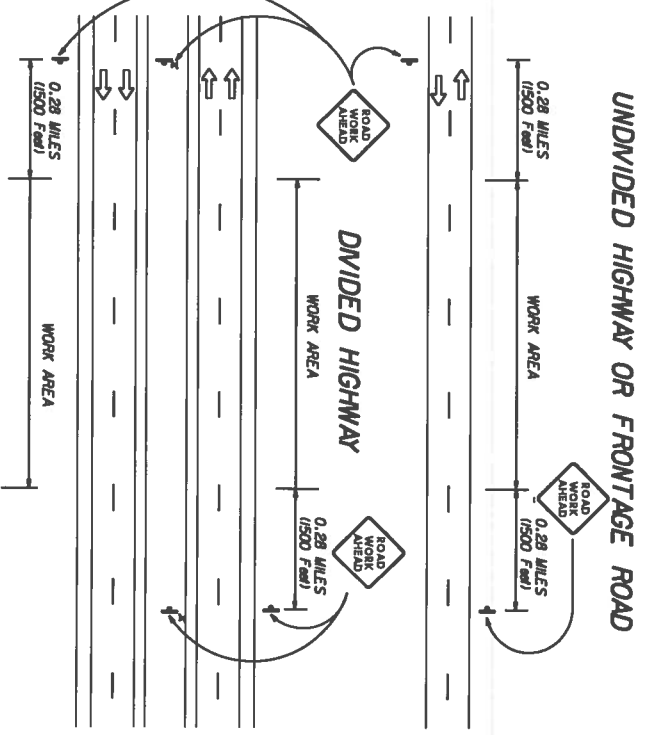 UNDIVIDED HIGHWAY OR FRONTAGE ROAD
0.28 MILES
(1500 Feet)
WORK AREA
ROAD
WORK
AHEAD
0.28 MILES
(1500 Feet)
ROAD
WORK
AHEAD
DIVIDED HIGHWAY
WORK AREA
ROAD
WORK
AHEAD
0.28 MILES
(1500 Feet)
0.28 MILES
(1500 Feet)
WORK AREA